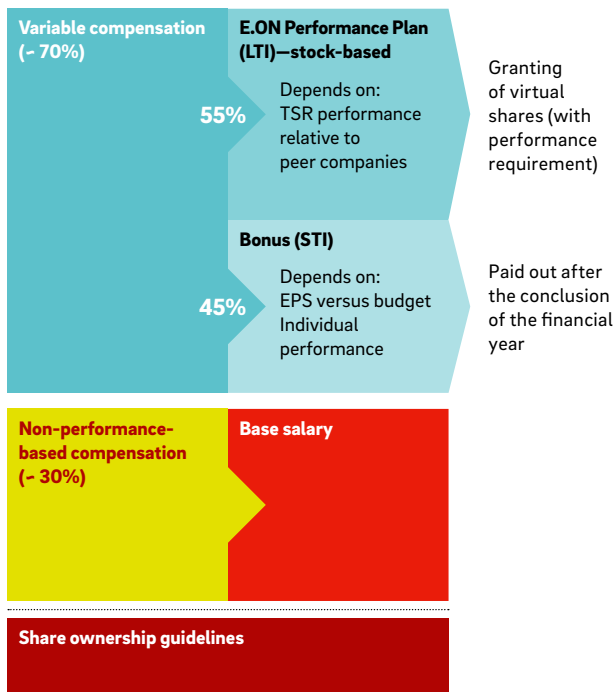 Variable compensation
(~ 70%)
55%
45%
E.ON Performance Plan
(LTI)—stock-based
Depends on:
TSR performance
relative to
peer companies
Granting
of virtual
shares (with
performance
requirement)
Bonus (STI)
Depends on:
EPS versus budget
Individual
performance
Paid out after
the conclusion
of the financial
year
Non-performance-
based compensation
(~ 30%)
Base salary
Share ownership guidelines